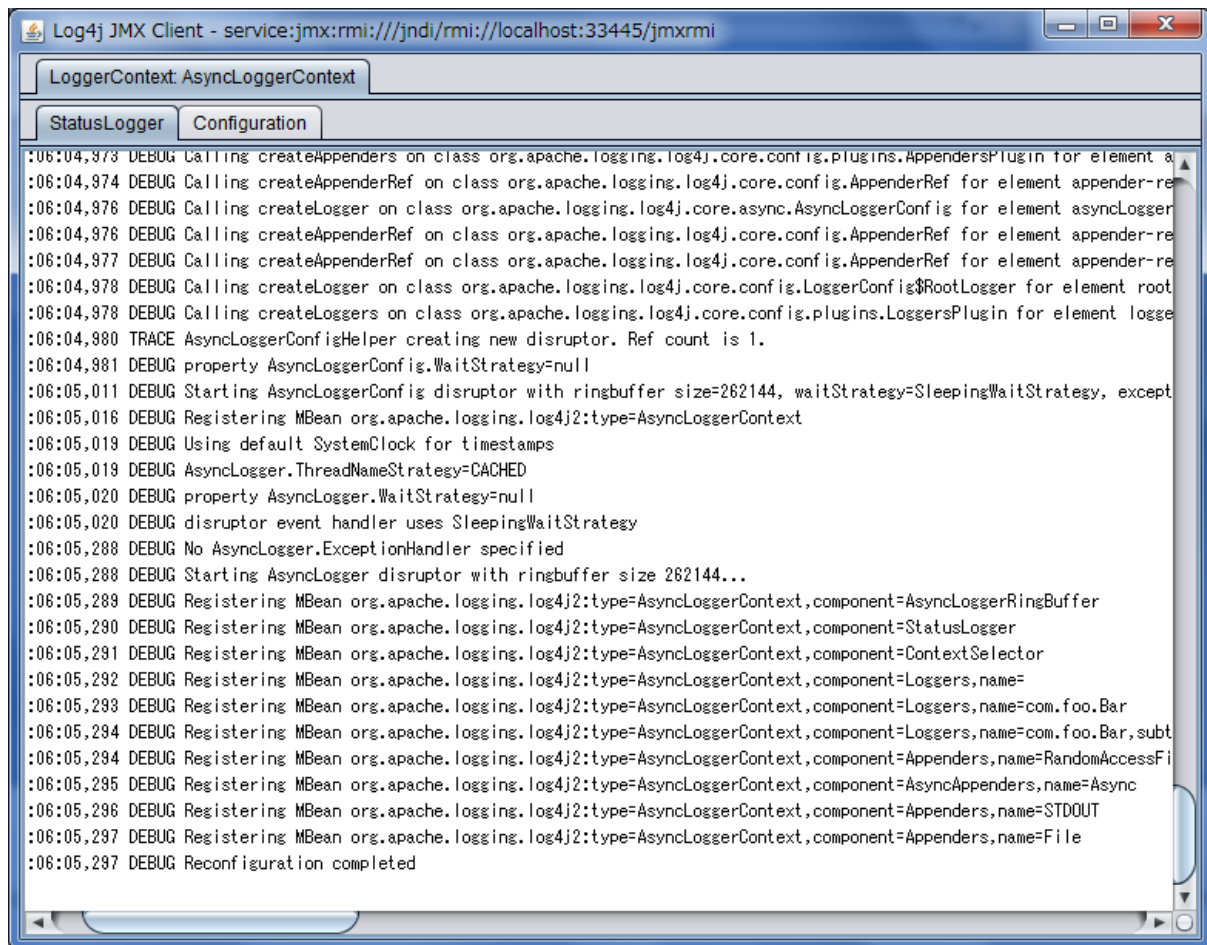 Log4j JMX Client - service:jmx:rmi:///jndi/rmi://localhost:33445/jmxrmi
LoggerContext: AsyncLoggerContext
StatusLogger Configuration
:06:04,973 DEBUG Calling createAppenders on class org.apache.logging.log4j.core.config.plugins.AppendersPlugin for element a
:06:04,974 DEBUG Calling createAppenderRef on class org.apache.logging.log4j.core.config.AppenderRef for element appender-re
:06:04,976 DEBUG Calling createLogger on class org.apache.logging.log4j.core.async.AsyncLoggerConfig for element asyncLogger
:06:04,976 DEBUG Calling createAppenderRef on class org.apache.logging.log4j.core.config.AppenderRef for element appender-re
:06:04,977 DEBUG Calling createAppenderRef on class org.apache.logging.log4j.core.config.AppenderRef for element appender-re
:06:04,978 DEBUG Calling createLogger on class org.apache.logging.log4j.core.config.LoggerConfig$RootLogger for element root
:06:04,978 DEBUG Calling createLoggers on class org.apache.logging.log4j.core.config.plugins.LoggersPlugin for element logge
:06:04,980 TRACE AsyncLoggerConfigHelper creating new disruptor. Ref count is 1.
:06:04,981 DEBUG property AsyncLoggerConfig.WaitStrategy=null
:06:05,011 DEBUG Starting AsyncLoggerConfig disruptor with ringbuffer size=262144, waitStrategy=SleepingWaitStrategy, except
:06:05,016 DEBUG Registering MBean org.apache.logging.log4j2:type=AsyncLoggerContext
:06:05,019 DEBUG Using default SystemClock for timestamps
:06:05,019 DEBUG AsyncLogger.ThreadNameStrategy=CACHED
:06:05,020 DEBUG property AsyncLogger.WaitStrategy=null
:06:05,020 DEBUG disruptor event handler uses SleepingWaitStrategy
:06:05,288 DEBUG No AsyncLogger.ExceptionHandler specified
:06:05,288 DEBUG Starting AsyncLogger disruptor with ringbuffer size 262144...
:06:05,289 DEBUG Registering MBean org.apache.logging.log4j2:type=AsyncLoggerContext,component=AsyncLoggerRingBuffer
:06:05,290 DEBUG Registering MBean org.apache.logging.log4j2:type=AsyncLoggerContext,component=StatusLogger
:06:05,291 DEBUG Registering MBean org.apache.logging.log4j2:type=AsyncLoggerContext,component=ContextSelector
:06:05,292 DEBUG Registering MBean org.apache.logging.log4j2:type=AsyncLoggerContext,component=Loggers,name=
:06:05,293 DEBUG Registering MBean org.apache.logging.log4j2:type=AsyncLoggerContext,component=Loggers,name=com.foo.Bar
:06:05,294 DEBUG Registering MBean org.apache.logging.log4j2:type=AsyncLoggerContext,component=Loggers,name=com.foo.Bar,subt
:06:05,294 DEBUG Registering MBean org.apache.logging.log4j2:type=AsyncLoggerContext,component=Appenders,name=RandomAccessFi
:06:05,295 DEBUG Registering MBean org.apache.logging.log4j2:type=AsyncLoggerContext,component=AsyncAppenders,name=Async
:06:05,296 DEBUG Registering MBean org.apache.logging.log4j2:type=AsyncLoggerContext,component=Appenders,name=STDOUT
:06:05,297 DEBUG Registering MBean org.apache.logging.log4j2:type=AsyncLoggerContext,component=Appenders,name=File
:06:05,297 DEBUG Reconfiguration completed